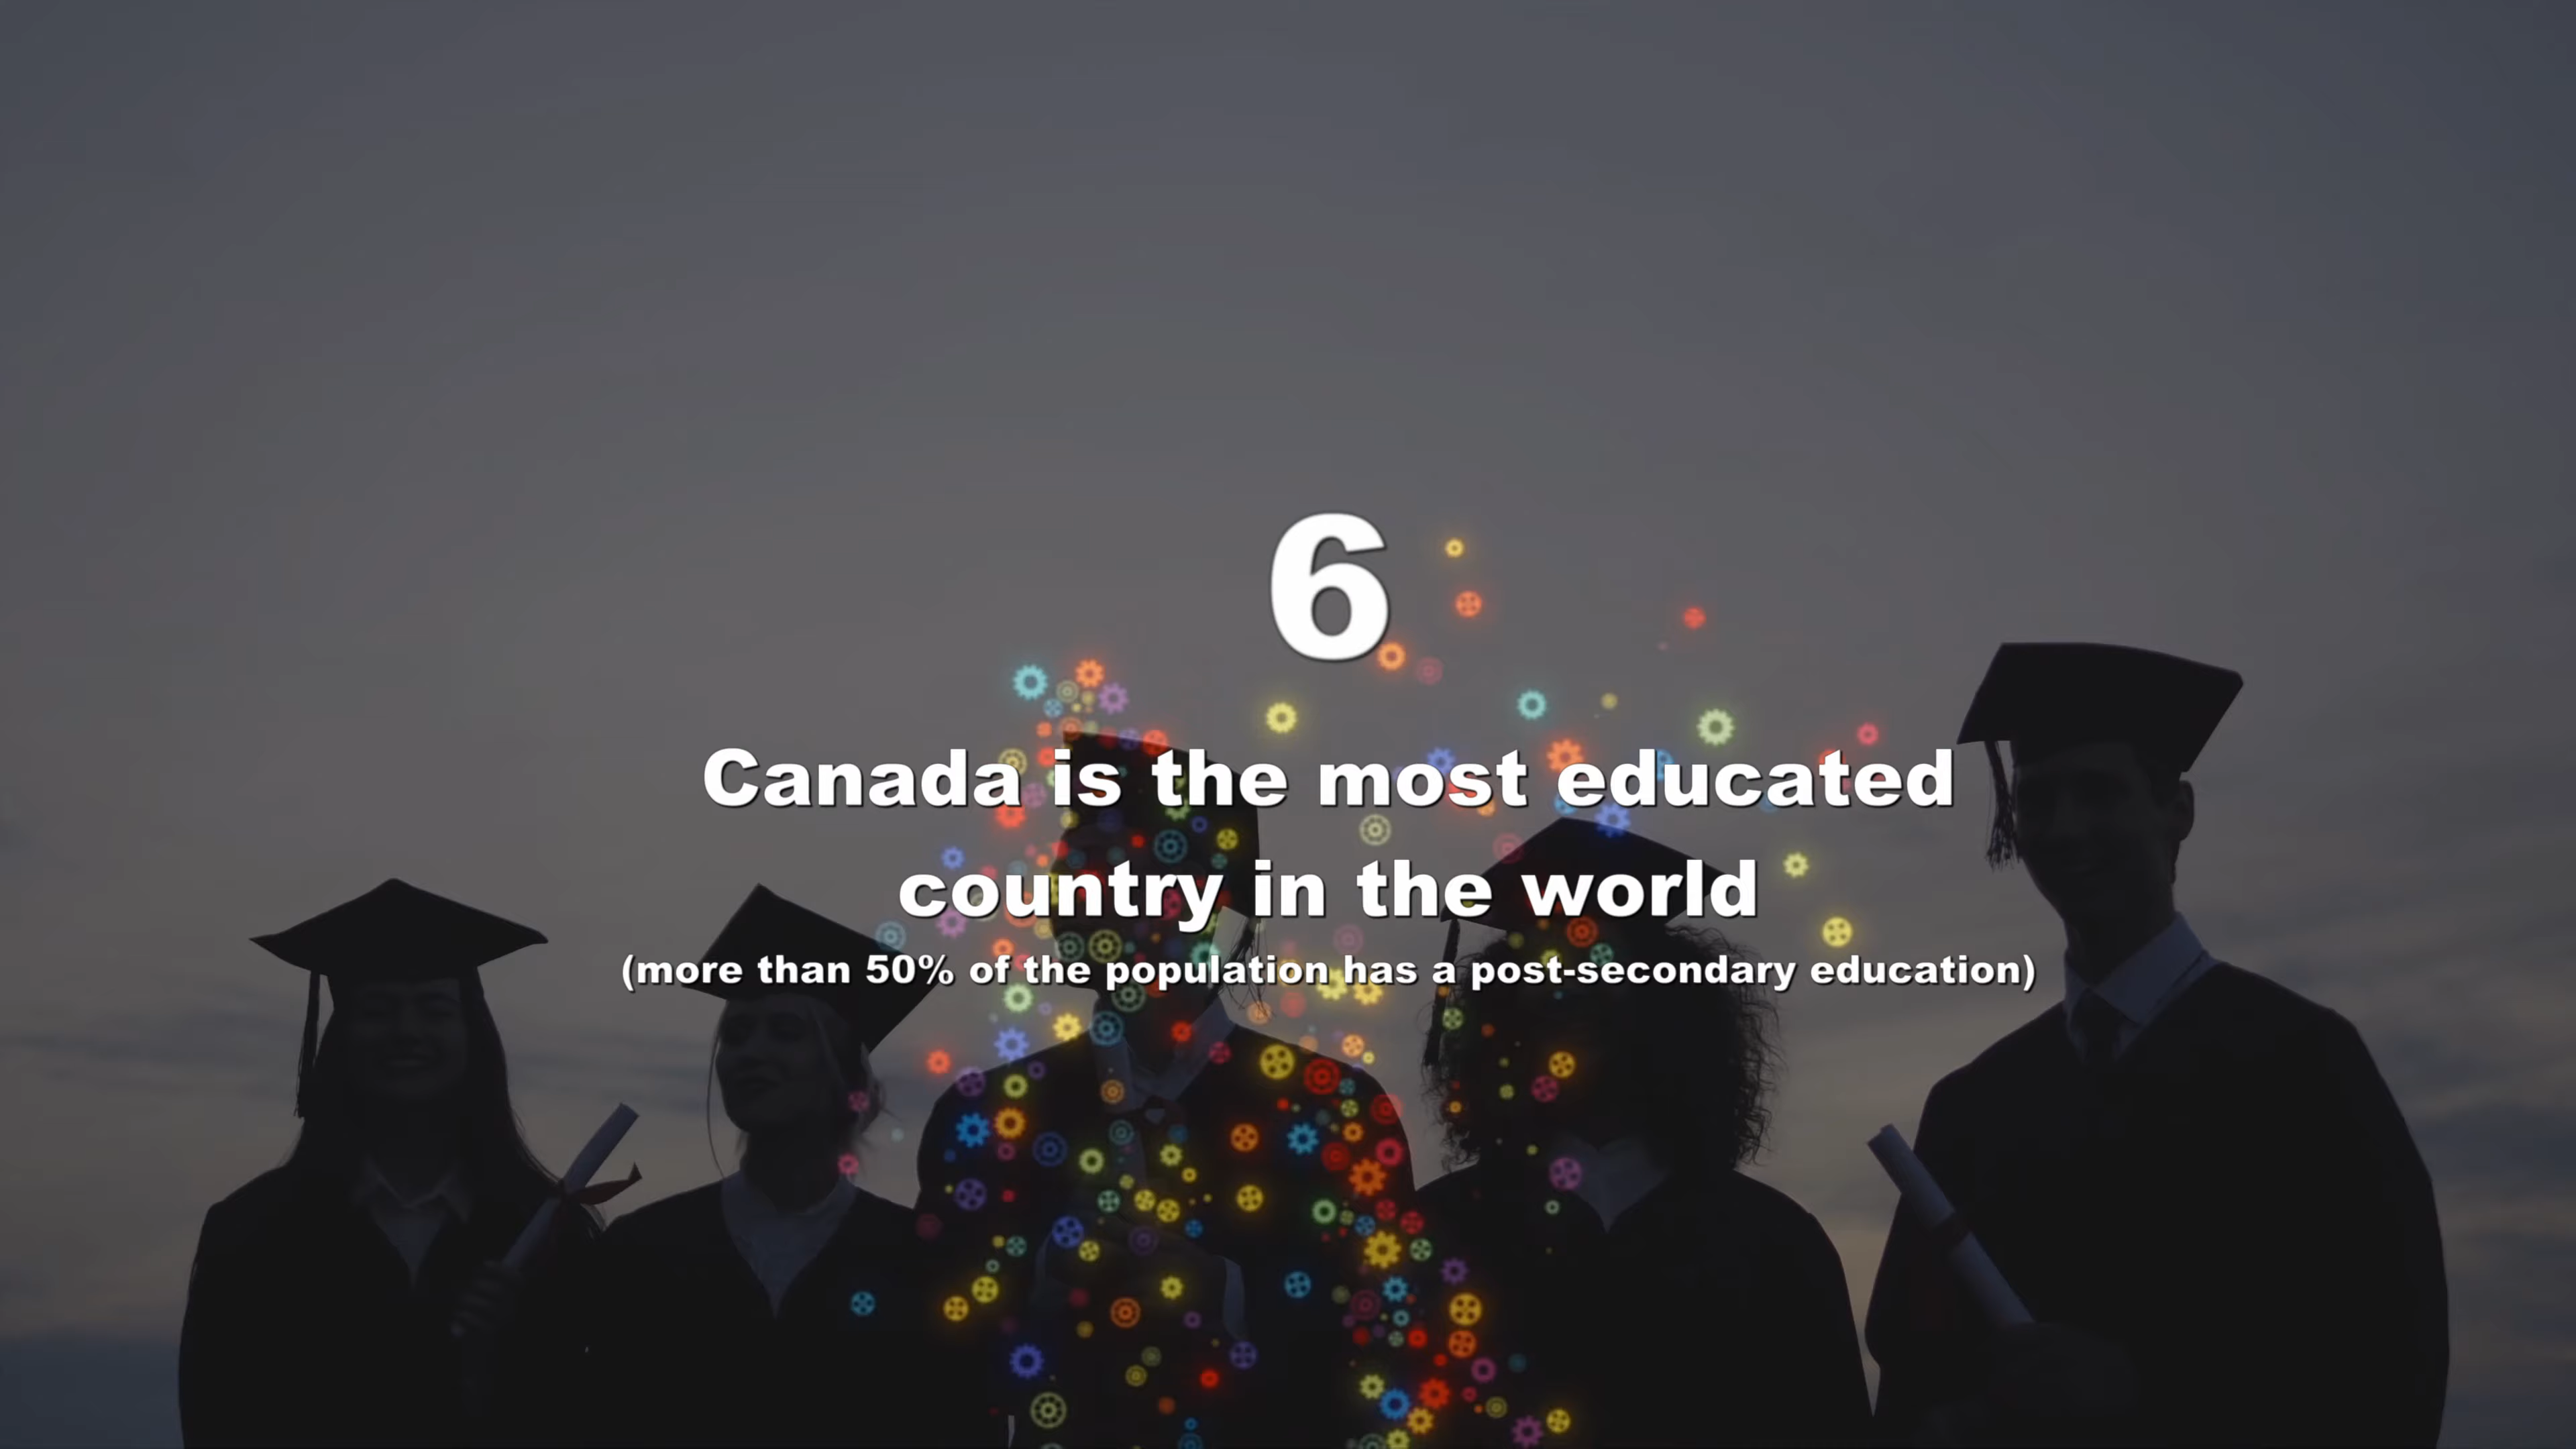 6
Canada is the most educated
country in the world
(more than 50% of the population has a post-secondary education)